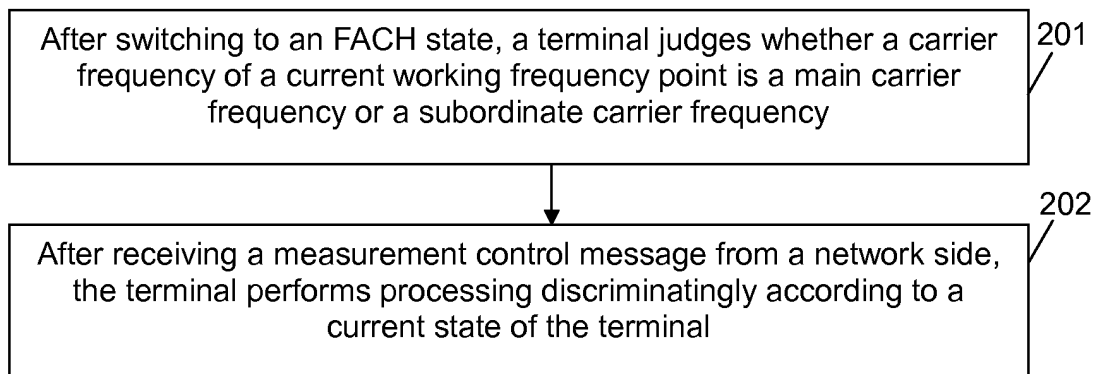 After switching to an FACH state, a terminal judges whether a carrier
frequency of a current working frequency point is a main carrier
frequency or a subordinate carrier frequency
201
After receiving a measurement control message from a network side,
the terminal performs processing discriminatingly according to a
current state of the terminal
202